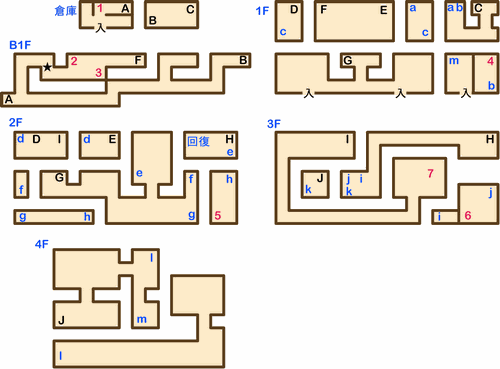 倉庫
1 A
B C
入
B1F
★ 2 F
3
B
A
1F
D F E a ab C
c c
G m 4
b
入 入 入
2F
d D I d E 回復 H
e
e
f G f h
g h g 5
3F
I H
J j i 7
k k
j
i 6
4F
l
J m
l